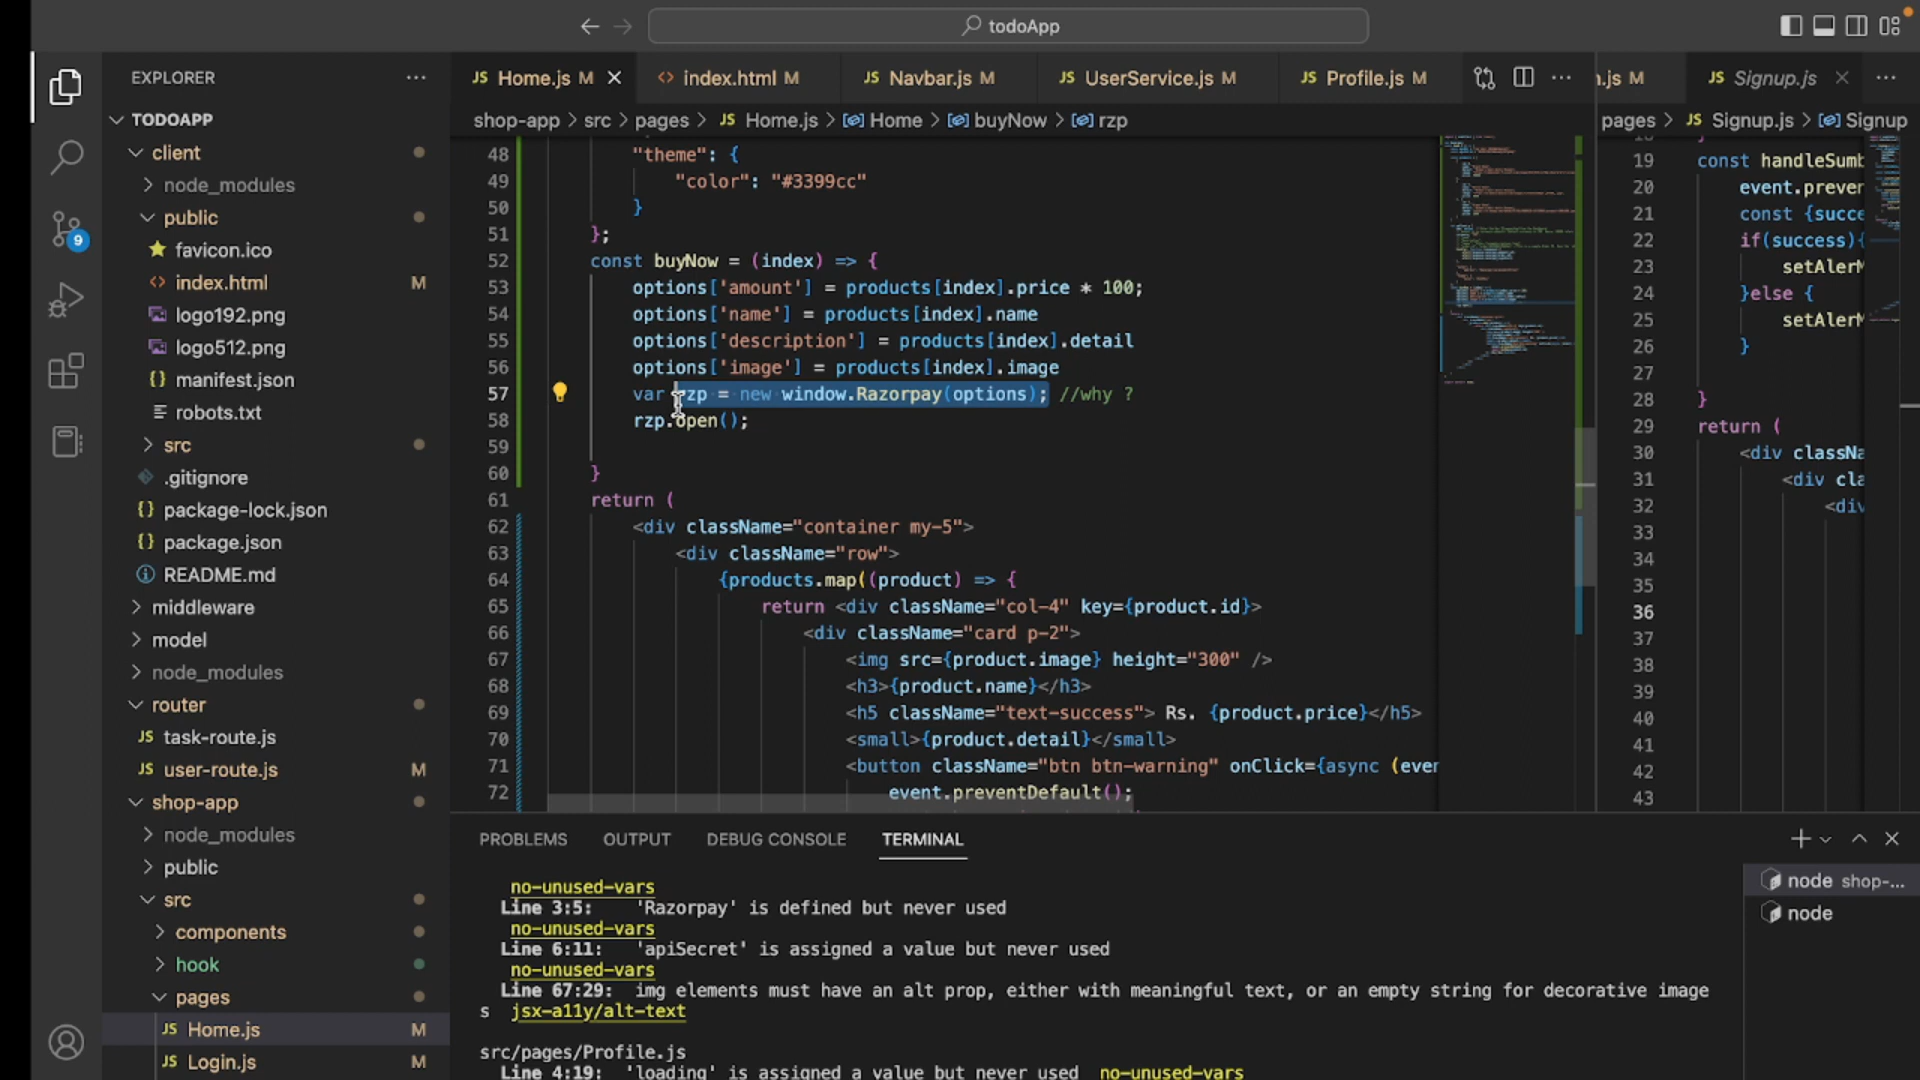 todoApp
EXPLORER
TODOAPP
client
node_modules
public
favicon.ico
index.html M
logo192.png
logo512.png
manifest.json
robots.txt
src
.gitignore
package-lock.json
package.json
README.md
middleware
model
node_modules
router
task-route.js
user-route.js M
shop-app
node_modules
public
src
components
hook
pages
JS Home.js M
JS Login.js M
9
JS Home.js M
index.html M
JS Navbar.js M
JS UserService.js M
JS Profile.js M
shop-app > src > pages > JS Home.js > Home > buyNow > rzp
48 "theme": {
49 "color": "#3399cc"
50 }
51 };
52 const buyNow = (index) => {
53 options['amount'] = products[index].price * 100;
54 options['name'] = products[index].name
55 options['description'] = products[index].detail
56 options['image'] = products[index].image
57 var rzp = new window.Razorpay(options); //why ?
58 rzp.open();
59
60 }
61 return (
62 <div className="container my-5">
63 <div className="row">
64 {products.map((product) => {
65 return <div className="col-4" key={product.id}>
66 <div className="card p-2">
67 <img src={product.image} height="300" />
68 <h3>{product.name}</h3>
69 <h5 className="text-success"> Rs. {product.price}</h5>
70 <small>{product.detail}</small>
71 <button className="btn btn-warning" onClick={async (ever
72 event.preventDefault();
n.js M
JS Signup.js
pages > JS Signup.js > Signup
19 const handleSumb
20 event.prever
21 const {succe
22 if(success){
23 setAlerM
24 }else {
25 setAlerM
26 }
27
28 }
29 return (
30 <div classNa
31 <div cla
32 <div
33
34
35
36
37
38
39
40
41
42
43
PROBLEMS OUTPUT DEBUG CONSOLE TERMINAL
no-unused-vars
Line 3:5: 'Razorpay' is defined but never used
no-unused-vars
Line 6:11: 'apiSecret' is assigned a value but never used
no-unused-vars
Line 67:29: img elements must have an alt prop, either with meaningful text, or an empty string for decorative image
s jsx-a11y/alt-text
src/pages/Profile.js
Line 4:19: 'loading' is assigned a value but never used no-unused-vars
node shop-...
node